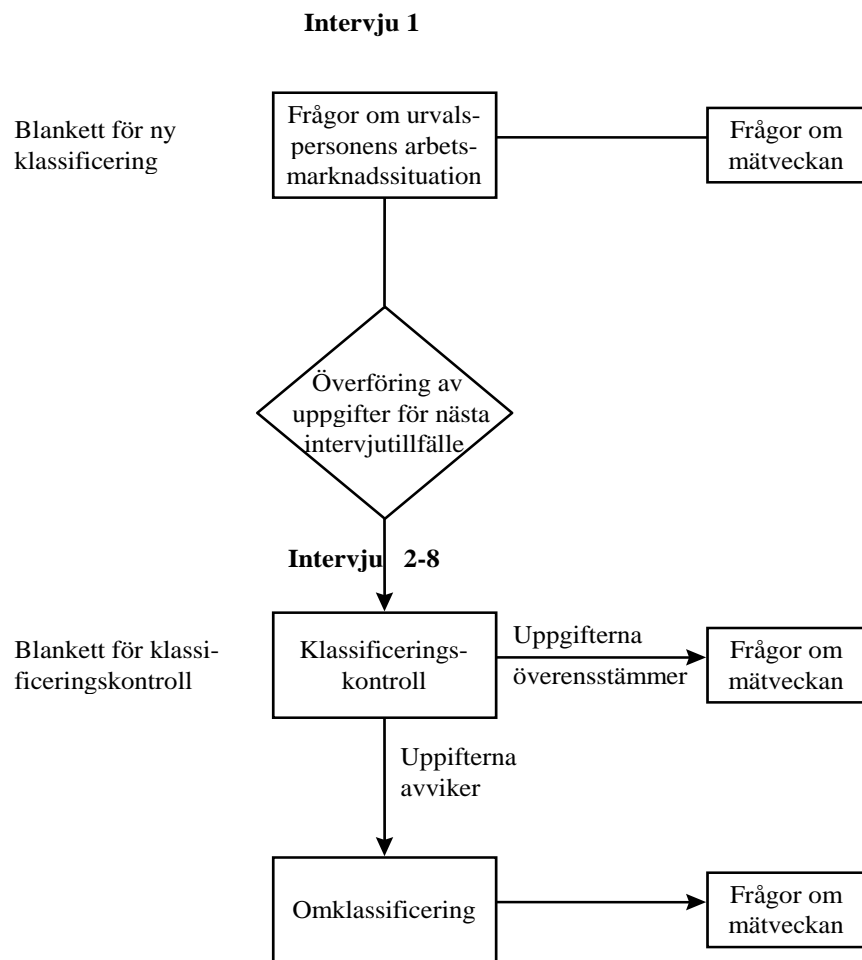 Intervju 1
Blankett för ny
klassificering
Frågor om urvals-
personens arbets-
marknadssituation
Frågor om
mätveckan
Överföring av
uppgifter för nästa
intervjutillfälle
Intervju 2-8
Blankett för klassi-
ficeringskontroll
Klassificerings-
kontroll
Uppgifterna
överensstämmer
Frågor om
mätveckan
Uppifterna
avviker
Omklassificering
Frågor om
mätveckan